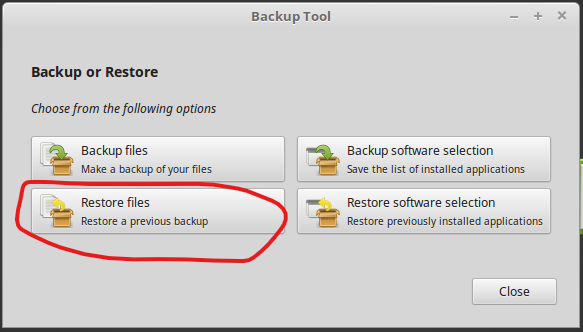 Backup Tool
Backup or Restore
Choose from the following options
Backup files
Make a backup of your files
Backup software selection
Save the list of installed applications
Restore files
Restore a previous backup
Restore software selection
Restore previously installed applications
Close